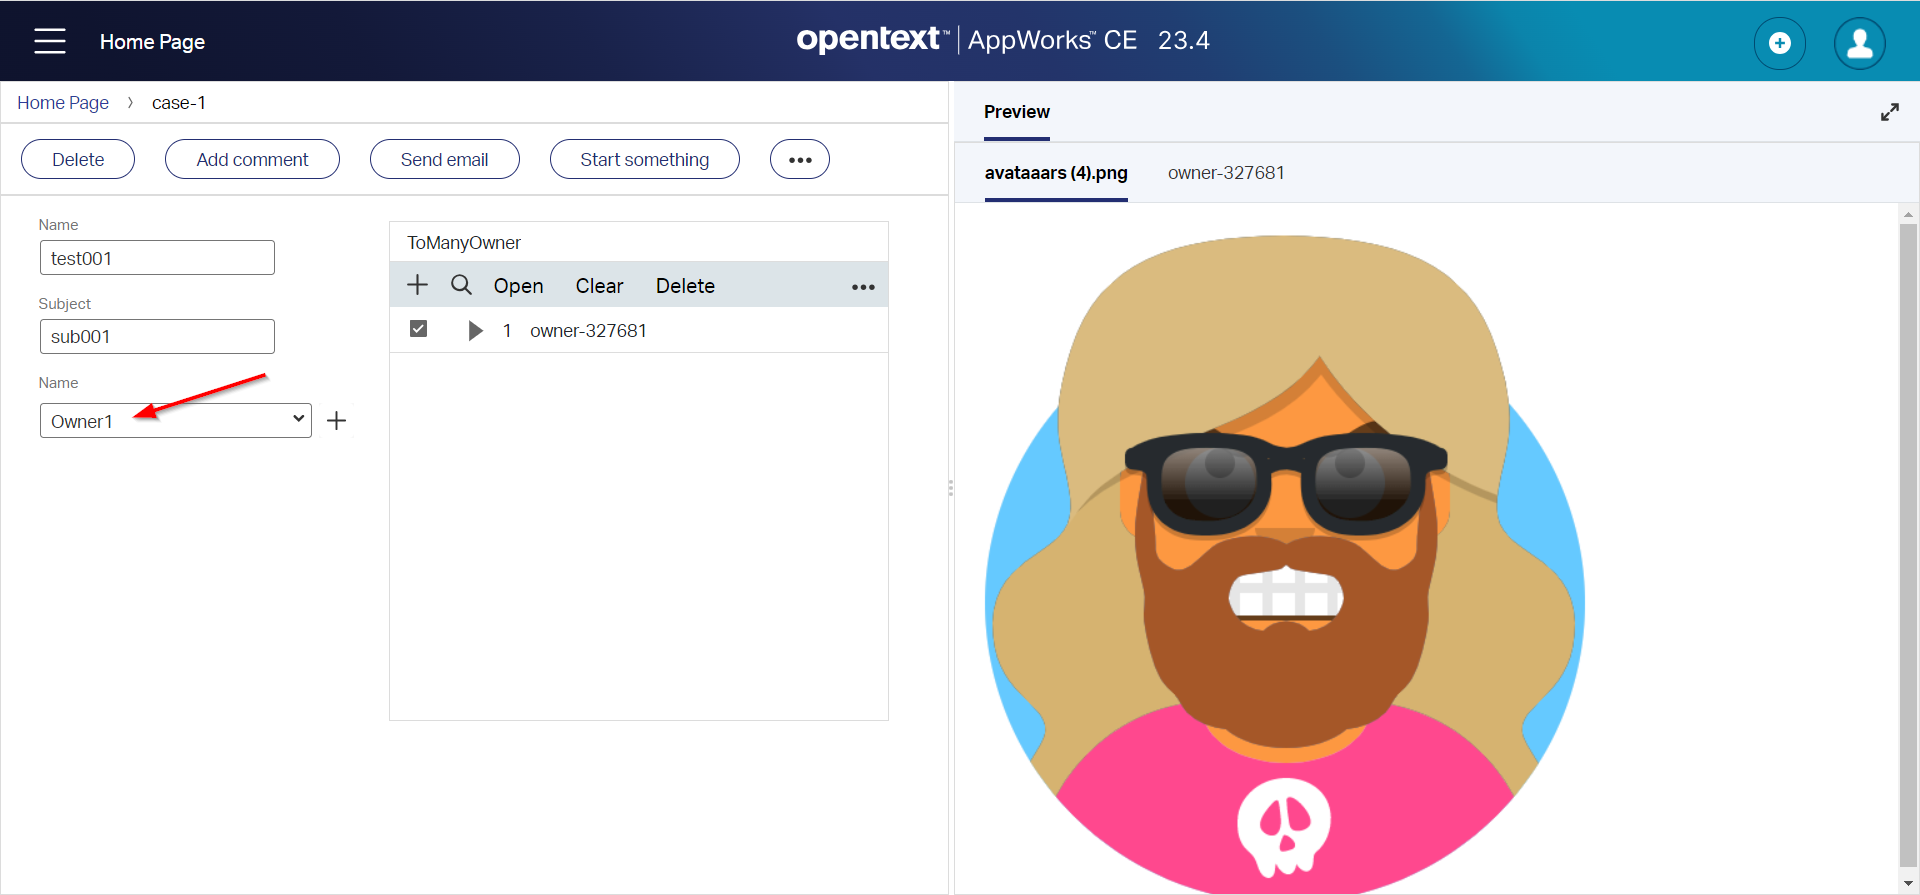 Home Page
opentext™ | AppWorks™ CE 23.4
Home Page › case-1
Delete Add comment Send email Start something •••
Name
test001
Subject
sub001
Name
Owner1
ToManyOwner
Open Clear Delete •••
1 owner-327681
Preview
avataaars (4).png owner-327681